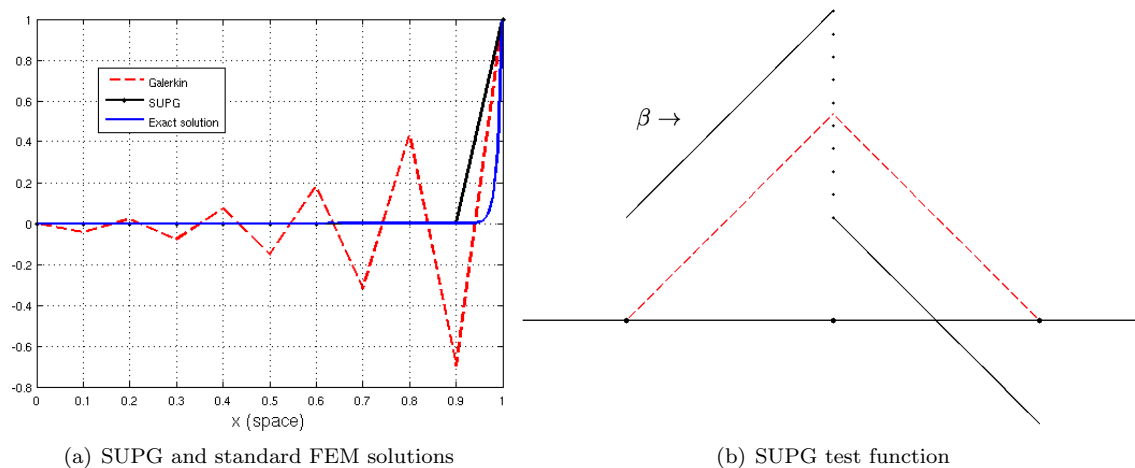 1
0.8
0.6
0.4
0.2
0
-0.2
-0.4
-0.6
-0.8
Galerkin
SUPG
Exact solution
0 0.1 0.2 0.3 0.4 0.5 0.6 0.7 0.8 0.9 1
x (space)
(a) SUPG and standard FEM solutions
β →
(b) SUPG test function